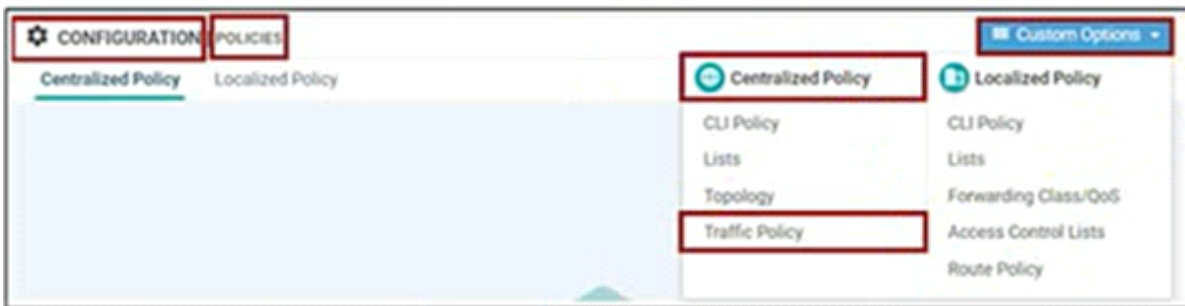 CONFIGURATION | POLICIES
Custom Options
Centralized Policy Localized Policy
Centralized Policy Localized Policy
CLI Policy CLI Policy
Lists Lists
Topology Forwarding Class/QoS
Traffic Policy Access Control Lists
Route Policy